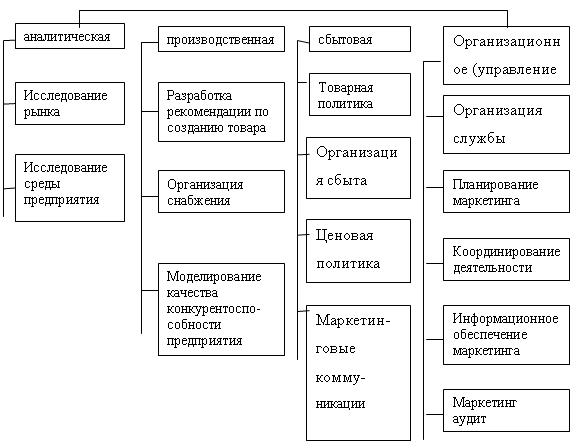 аналитическая
Исследование
рынка
Исследование
среды
предприятия
производственная
Разработка
рекомендации по
созданию товара
Организация
снабжения
Моделирование
качества
конкурентоспо-
собности
предприятия
сбытовая
Товарная
политика
Организаци
я сбыта
Ценовая
политика
Маркетин-
говые
комму-
никации
Организационн
ое (управление
Организация
службы
Планирование
маркетинга
Координирование
деятельности
Информационное
обеспечение
маркетинга
Маркетинг
аудит